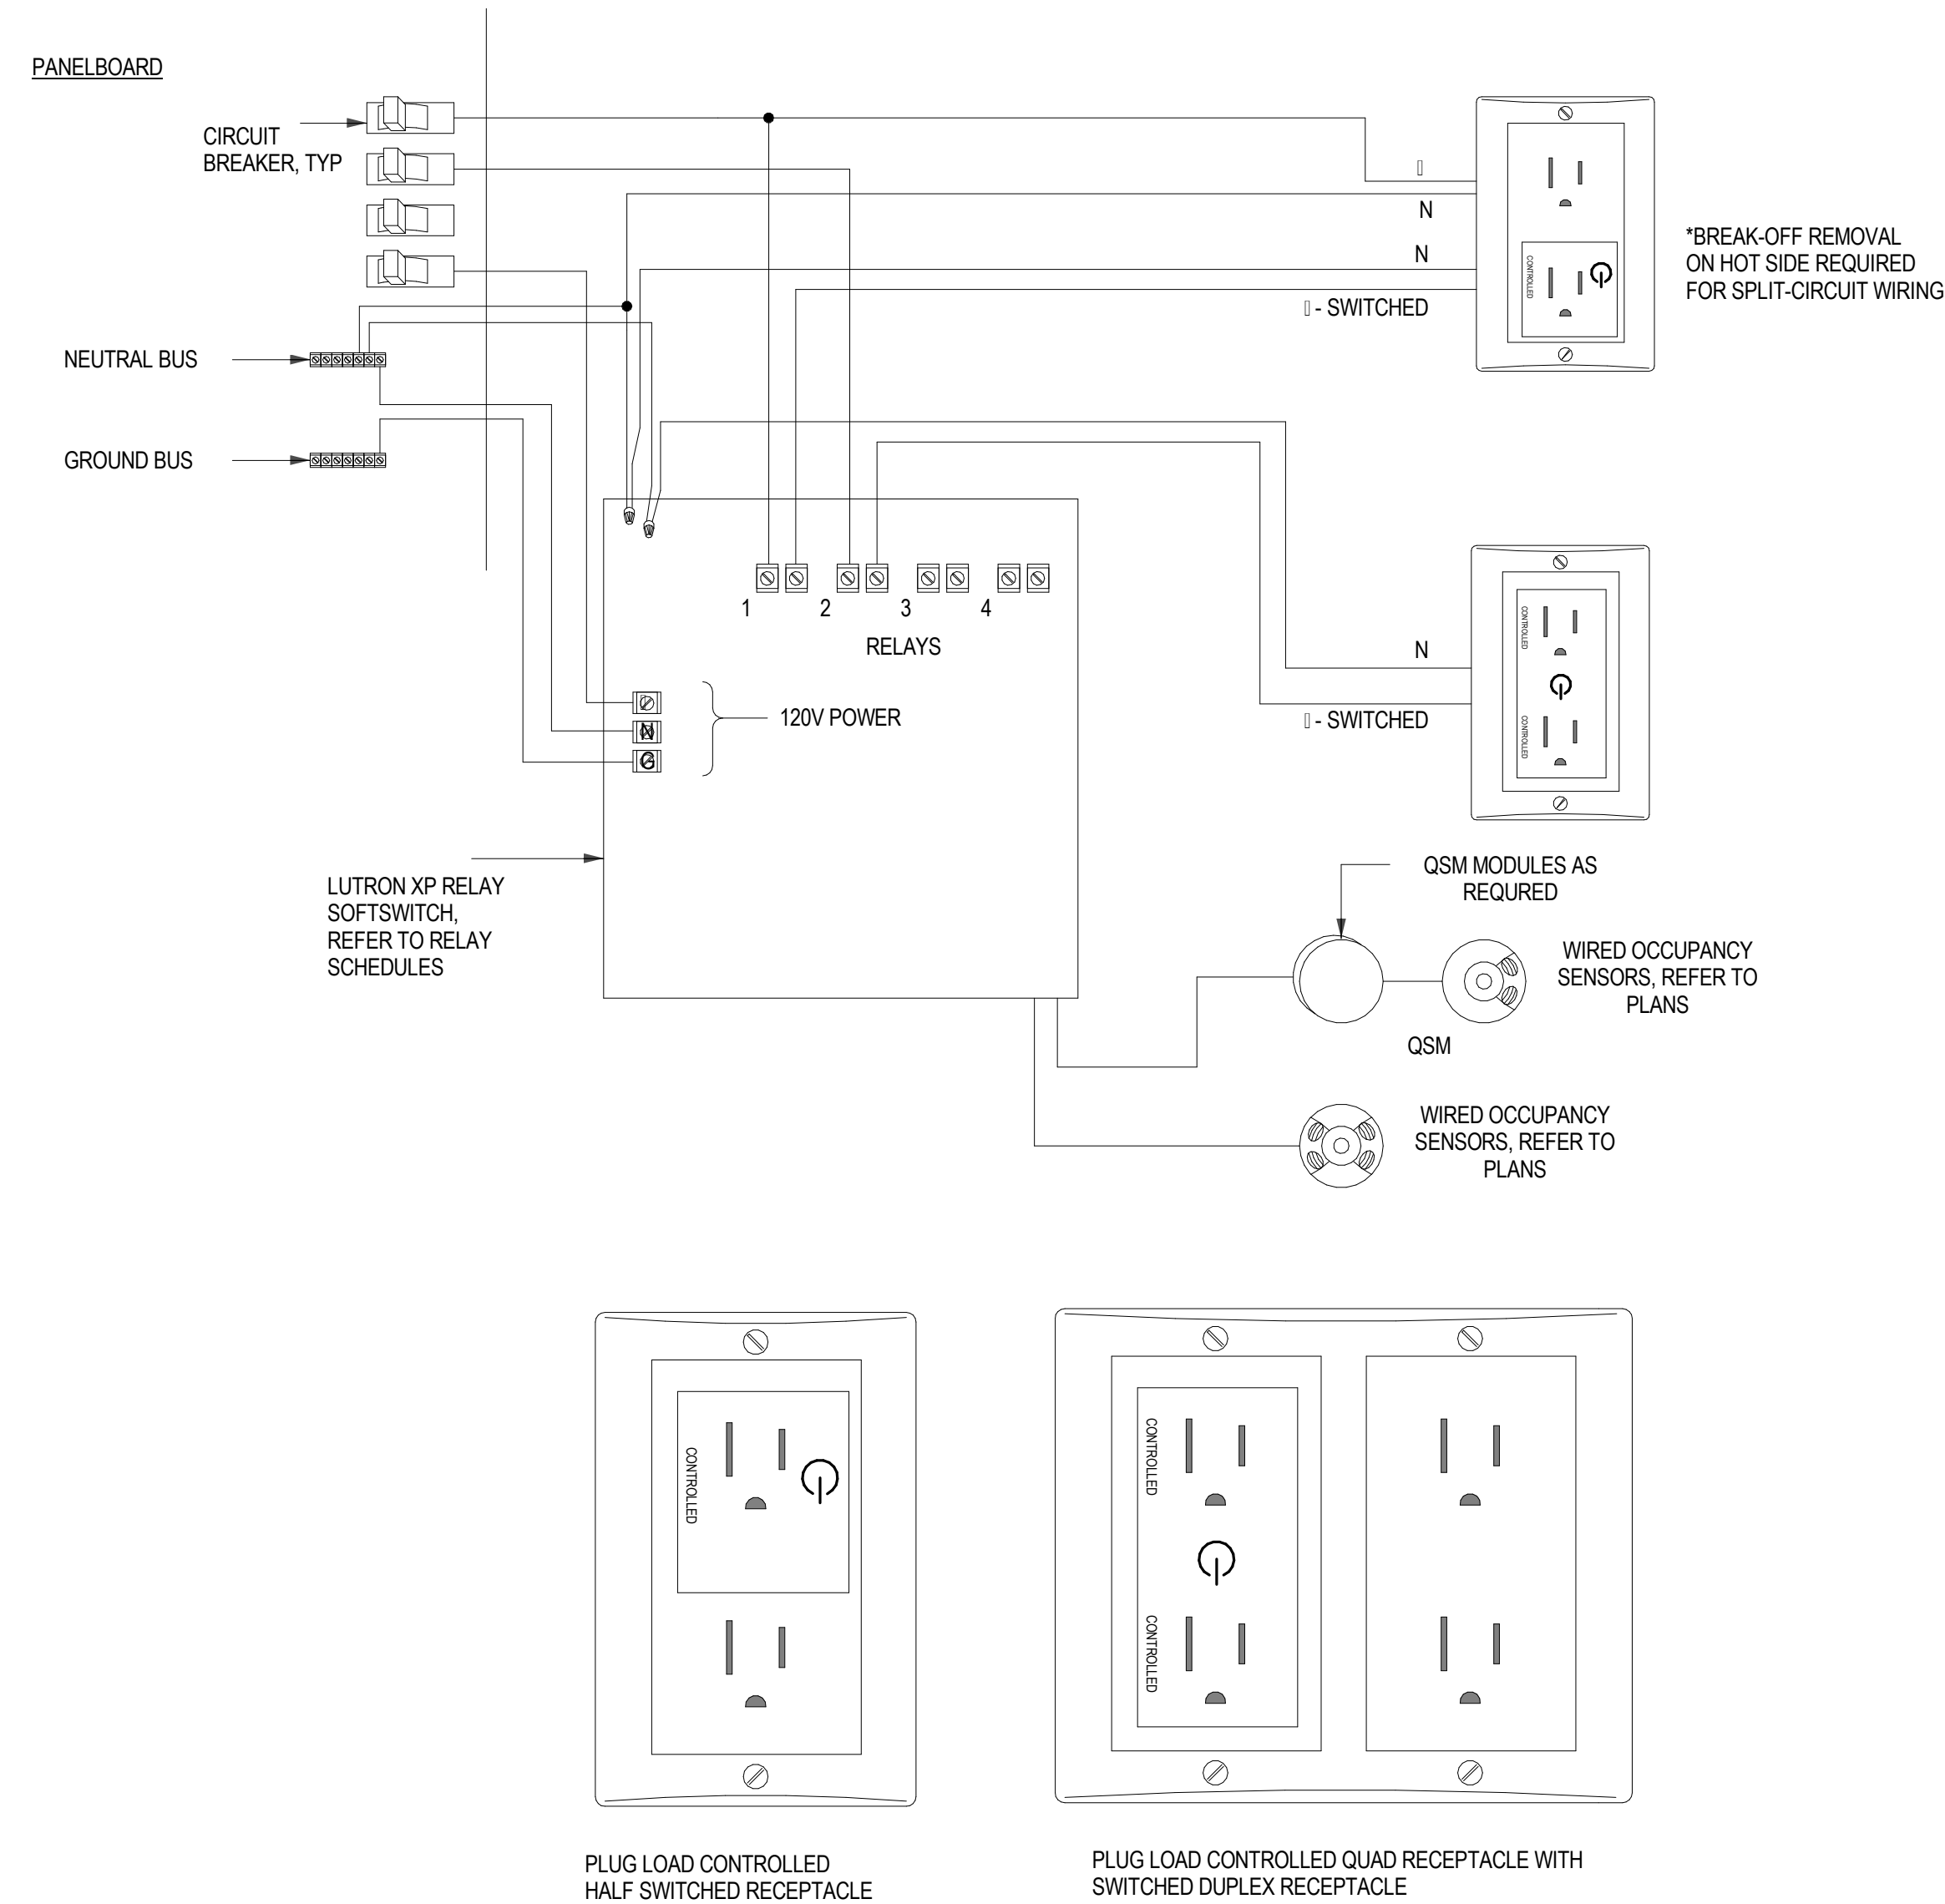 PANELBOARD
CIRCUIT
BREAKER, TYP
N
N
- SWITCHED
CONTROLLED
*BREAK-OFF REMOVAL
ON HOT SIDE REQUIRED
FOR SPLIT-CIRCUIT WIRING
NEUTRAL BUS
GROUND BUS
1 2 3 4
RELAYS
N
G
120V POWER
N
- SWITCHED
CONTROLLED
CONTROLLED
LUTRON XP RELAY
SOFTSWITCH,
REFER TO RELAY
SCHEDULES
QSM MODULES AS
REQURED
WIRED OCCUPANCY
SENSORS, REFER TO
PLANS
QSM
WIRED OCCUPANCY
SENSORS, REFER TO
PLANS
CONTROLLED
CONTROLLED
CONTROLLED
PLUG LOAD CONTROLLED
HALF SWITCHED RECEPTACLE
PLUG LOAD CONTROLLED QUAD RECEPTACLE WITH
SWITCHED DUPLEX RECEPTACLE